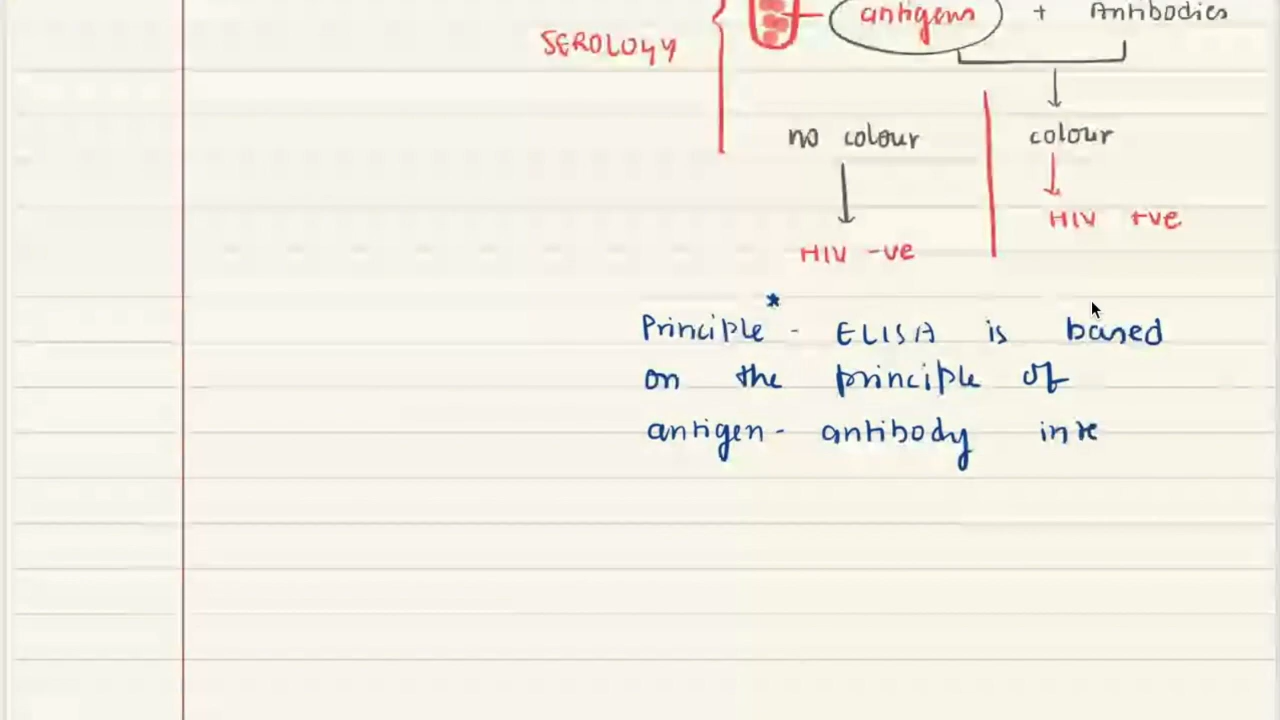 antigens + Antibodies
SEROLOGY
no colour colour
HIV +ve
HIV -ve
Principle* - ELISA is based
on the principle of
antigen- antibody inte